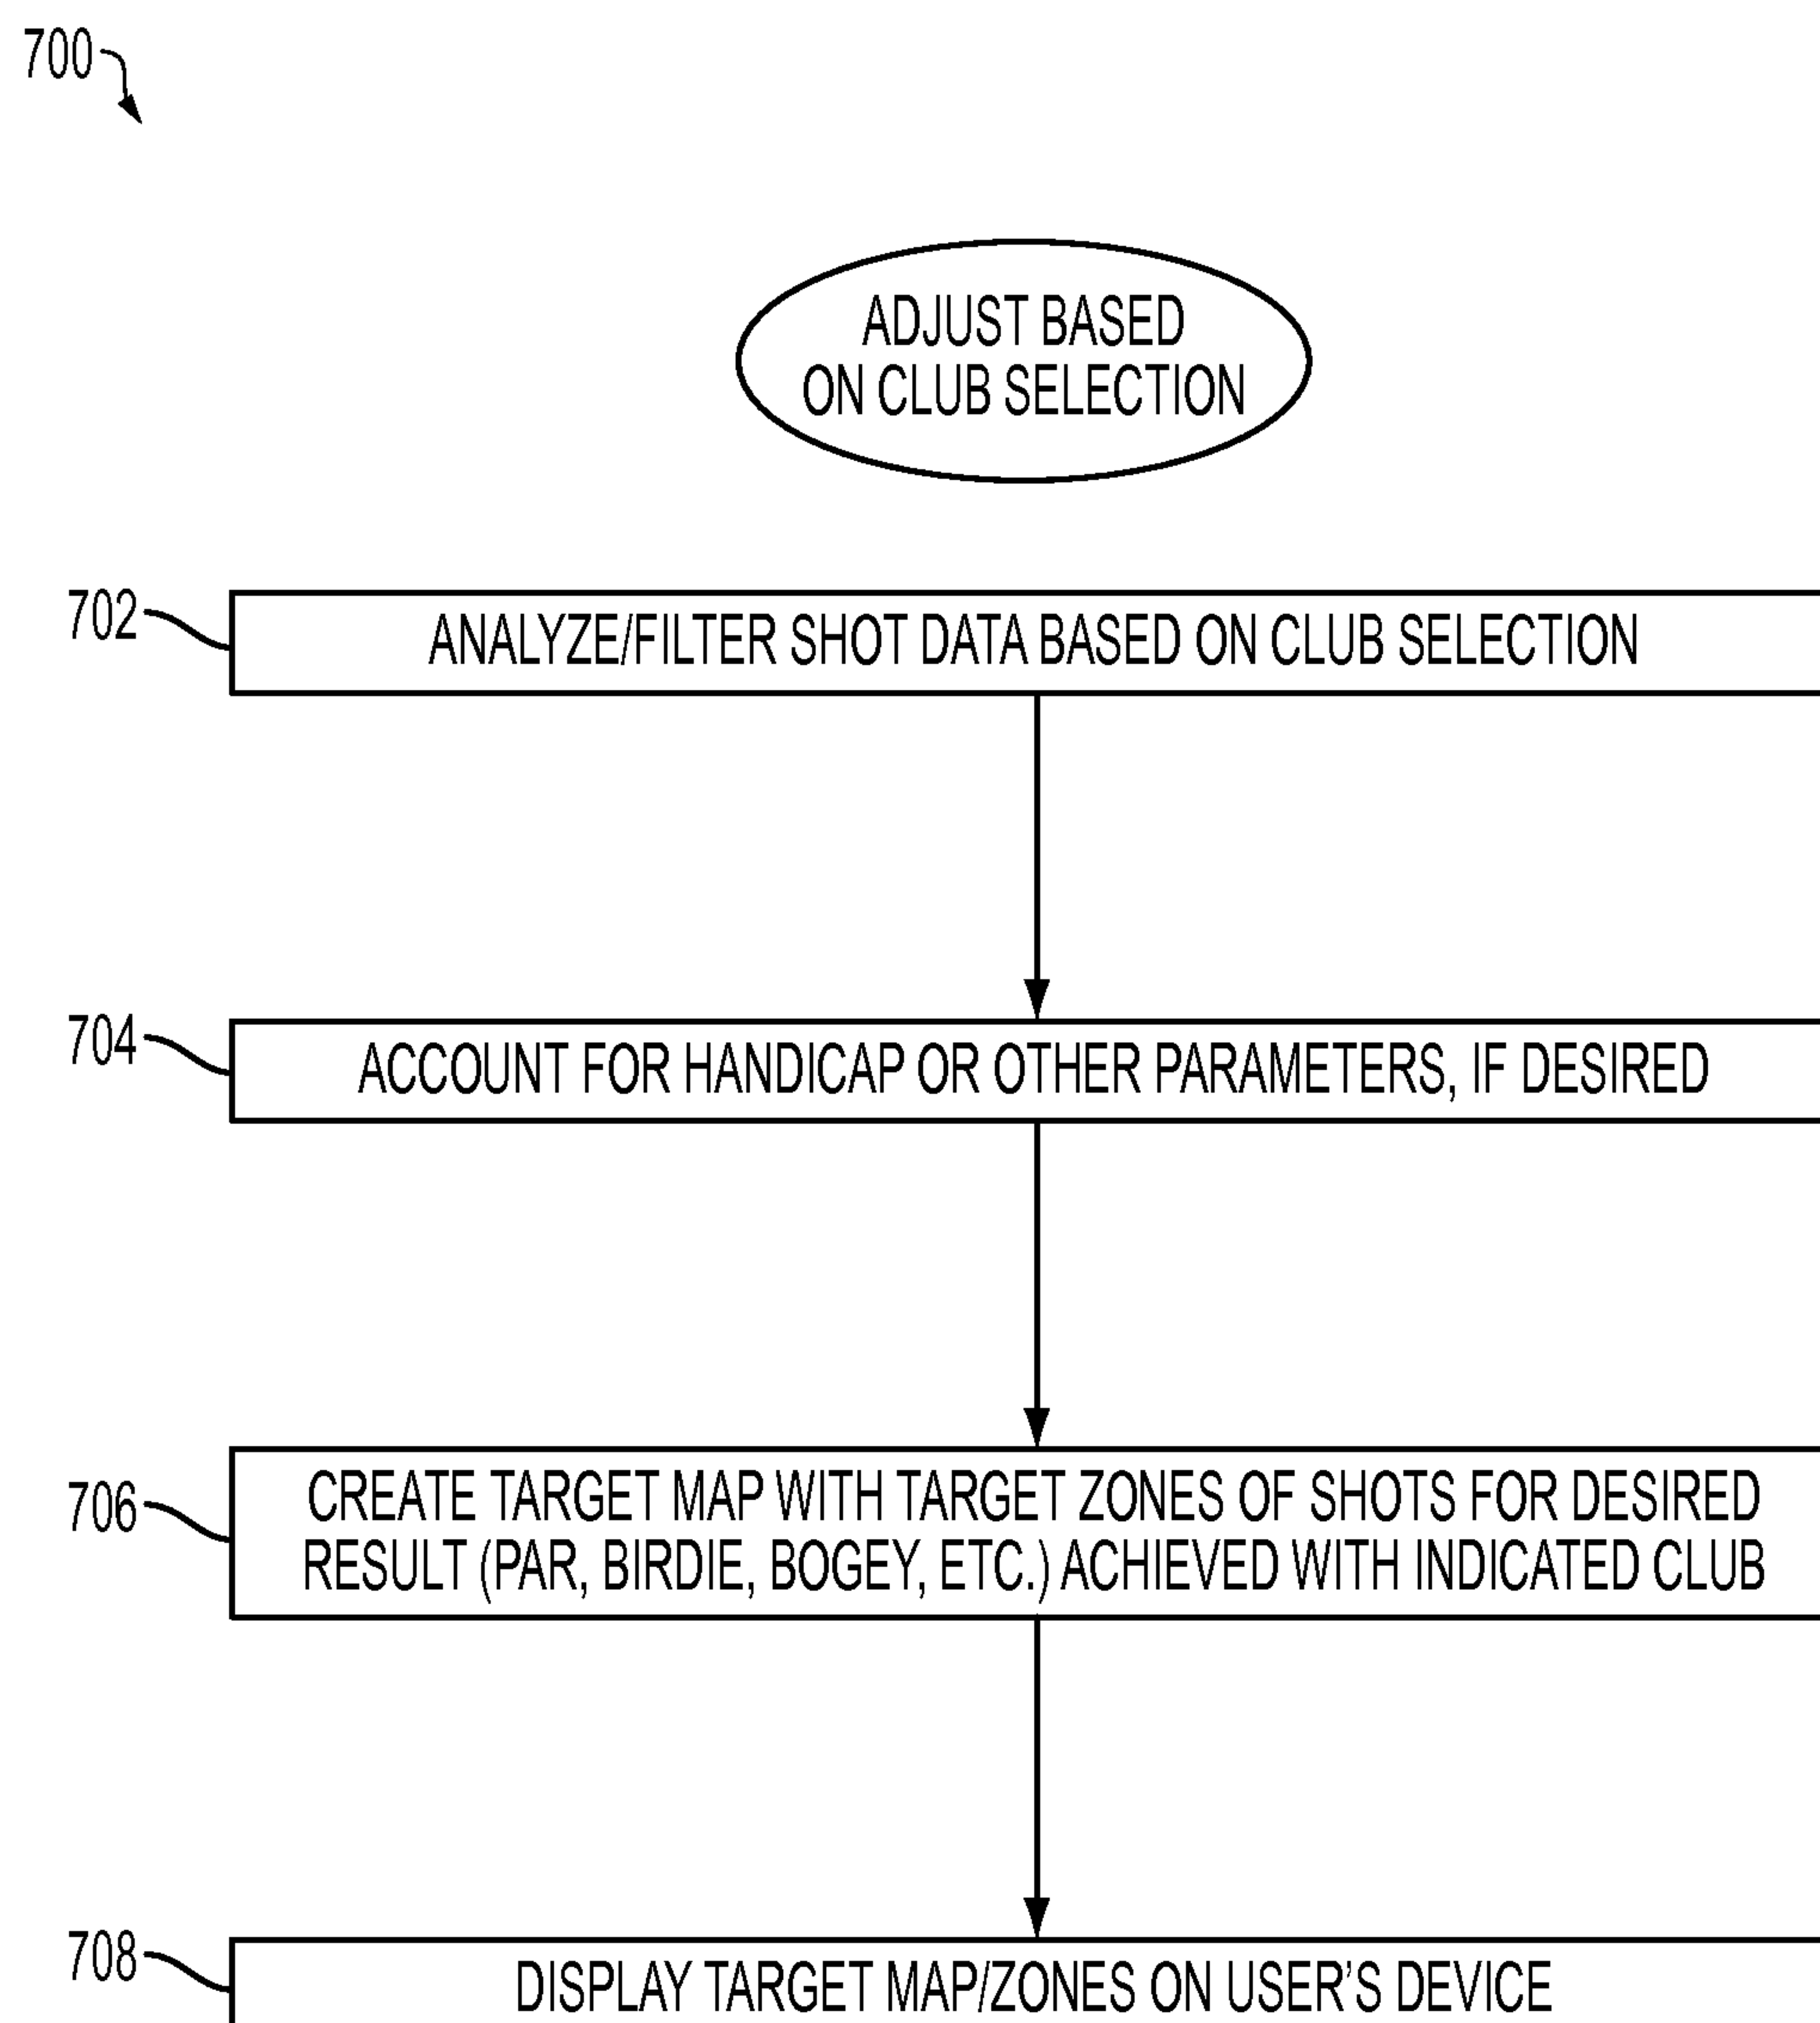 700
ADJUST BASED
ON CLUB SELECTION
702
ANALYZE/FILTER SHOT DATA BASED ON CLUB SELECTION
704
ACCOUNT FOR HANDICAP OR OTHER PARAMETERS, IF DESIRED
706
CREATE TARGET MAP WITH TARGET ZONES OF SHOTS FOR DESIRED
RESULT (PAR, BIRDIE, BOGEY, ETC.) ACHIEVED WITH INDICATED CLUB
708
DISPLAY TARGET MAP/ZONES ON USER’S DEVICE